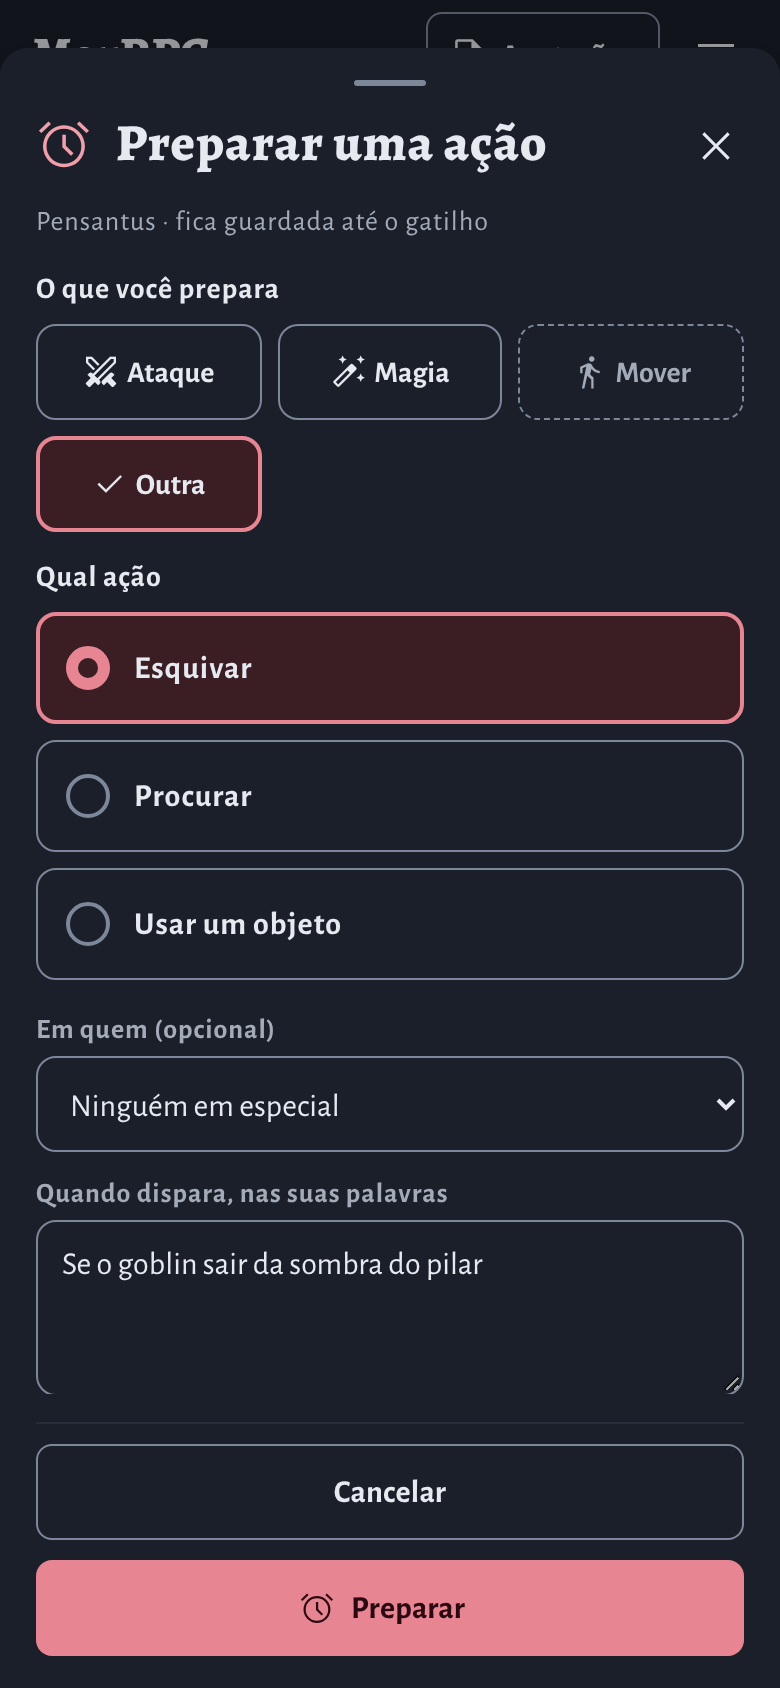 Preparar uma ação
Pensantus · fica guardada até o gatilho
O que você prepara
Ataque
Magia
Mover
Outra
Qual ação
Esquivar
Procurar
Usar um objeto
Em quem (opcional)
Ninguém em especial
Quando dispara, nas suas palavras
Se o goblin sair da sombra do pilar
Cancelar
Preparar